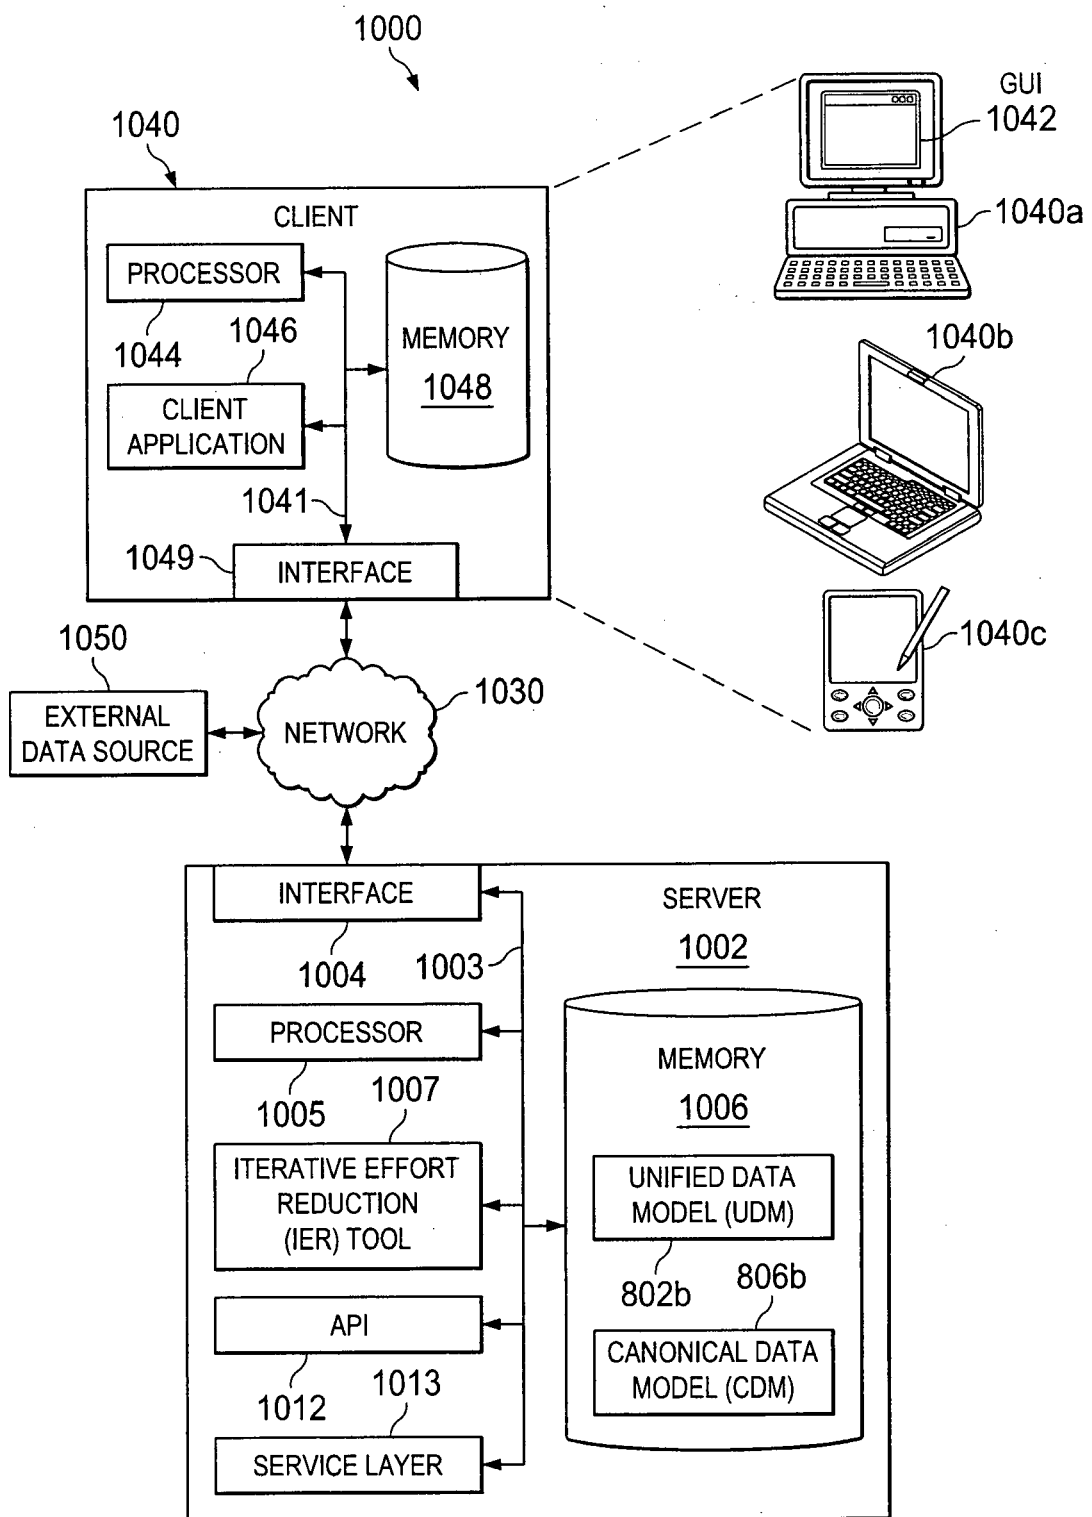 1000
GUI
1042
1040
1040a
CLIENT
PROCESSOR
1044
1046
MEMORY
1048
CLIENT
APPLICATION
1041
1049
INTERFACE
1040b
1040c
1050
EXTERNAL
DATA SOURCE
NETWORK
1030
INTERFACE
1004
1003
SERVER
1002
PROCESSOR
1005
1007
MEMORY
1006
ITERATIVE EFFORT
REDUCTION
(IER) TOOL
UNIFIED DATA
MODEL (UDM)
802b
806b
API
1012
1013
CANONICAL DATA
MODEL (CDM)
SERVICE LAYER